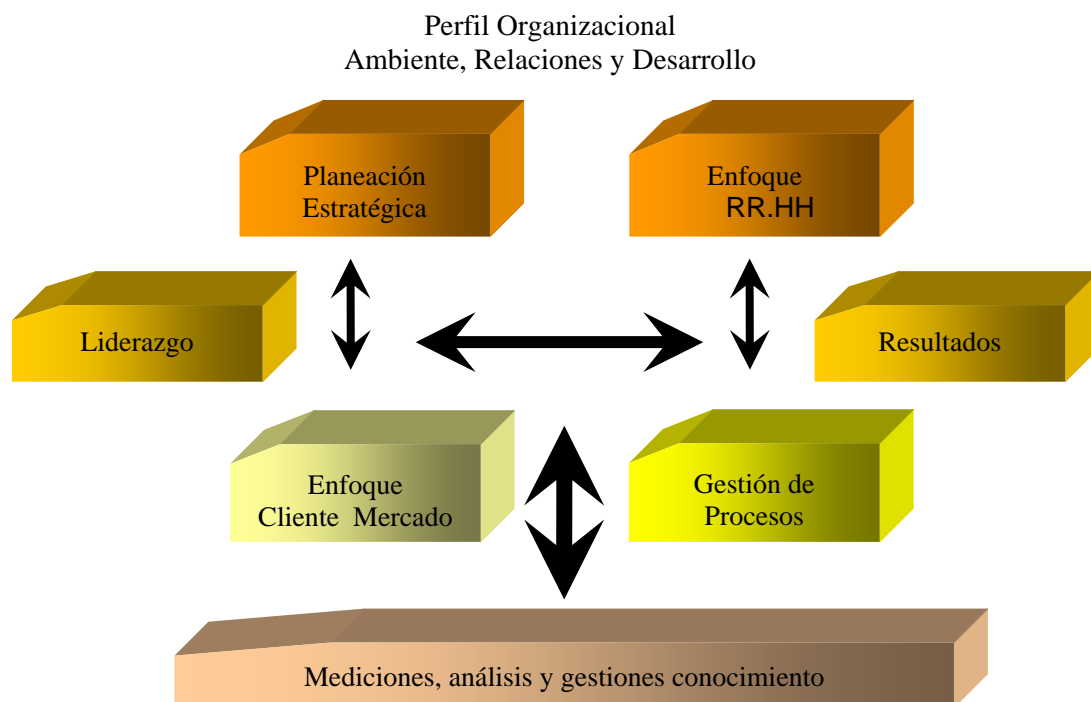 Perfil Organizacional
Ambiente, Relaciones y Desarrollo
Planeación
Estratégica
Enfoque
RR.HH
Liderazgo
Resultados
Enfoque
Cliente  Mercado
Gestión de
Procesos
Mediciones, análisis y gestiones conocimiento